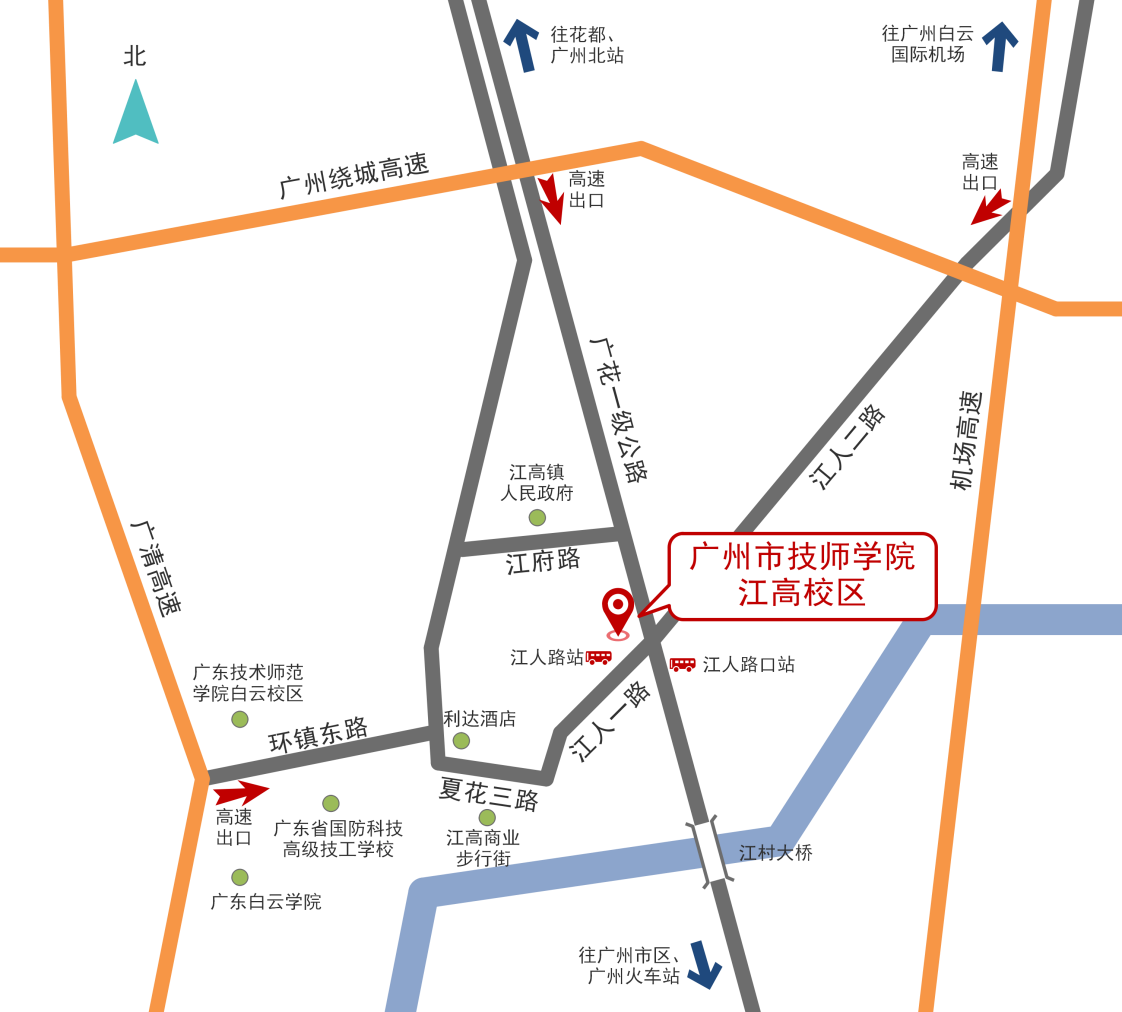 往花都、
广州北站
往广州白云
国际机场
北
广州绕城高速
高速
出口
高速
出口
广花一级公路
江人二路
机场高速
江高镇
人民政府
江府路
广清高速
广州市技师学院
江高校区
江人路站
江人路口站
广东技术师范
学院白云校区
环镇东路
利达酒店
江人一路
夏花三路
高速
出口
广东省国防科技
高级技工学校
江高商业
步行街
江村大桥
广东白云学院
往广州市区、
广州火车站